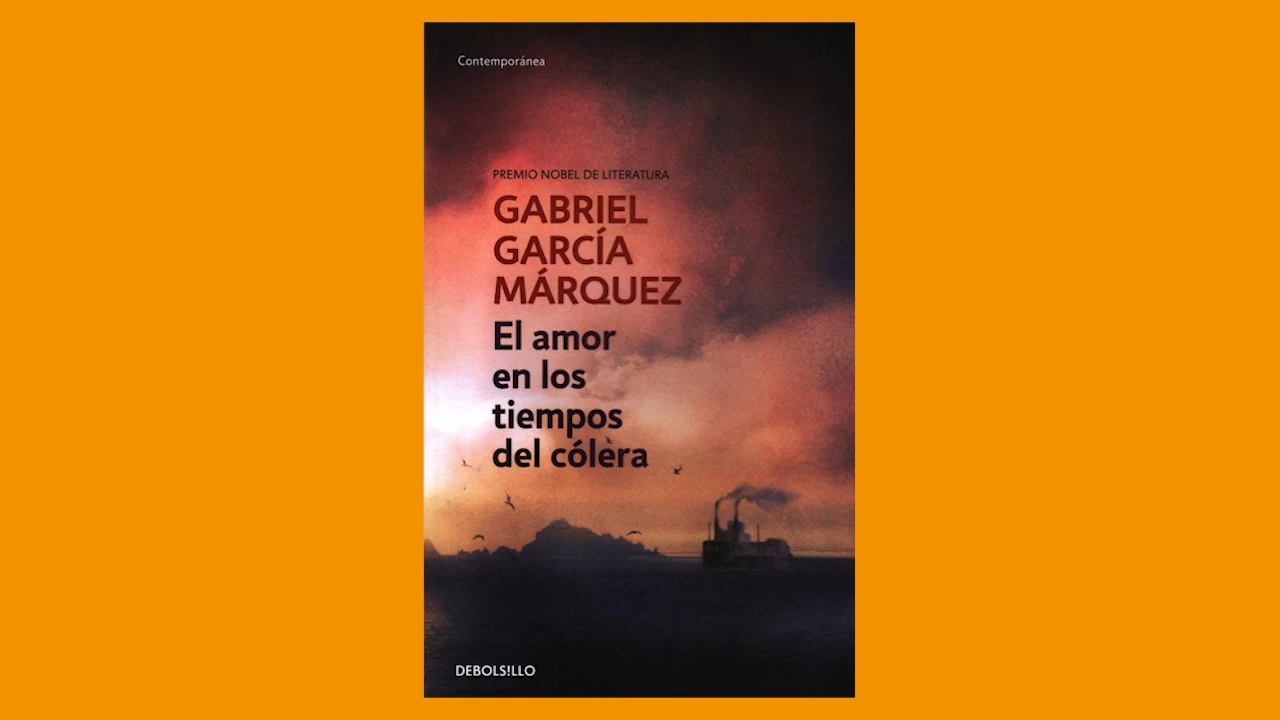 Contemporánea
PREMIO NOBEL DE LITERATURA
GABRIEL
GARCÍA
MÁRQUEZ
El amor
en los
tiempos
del cólera
DEBOLS!LLO